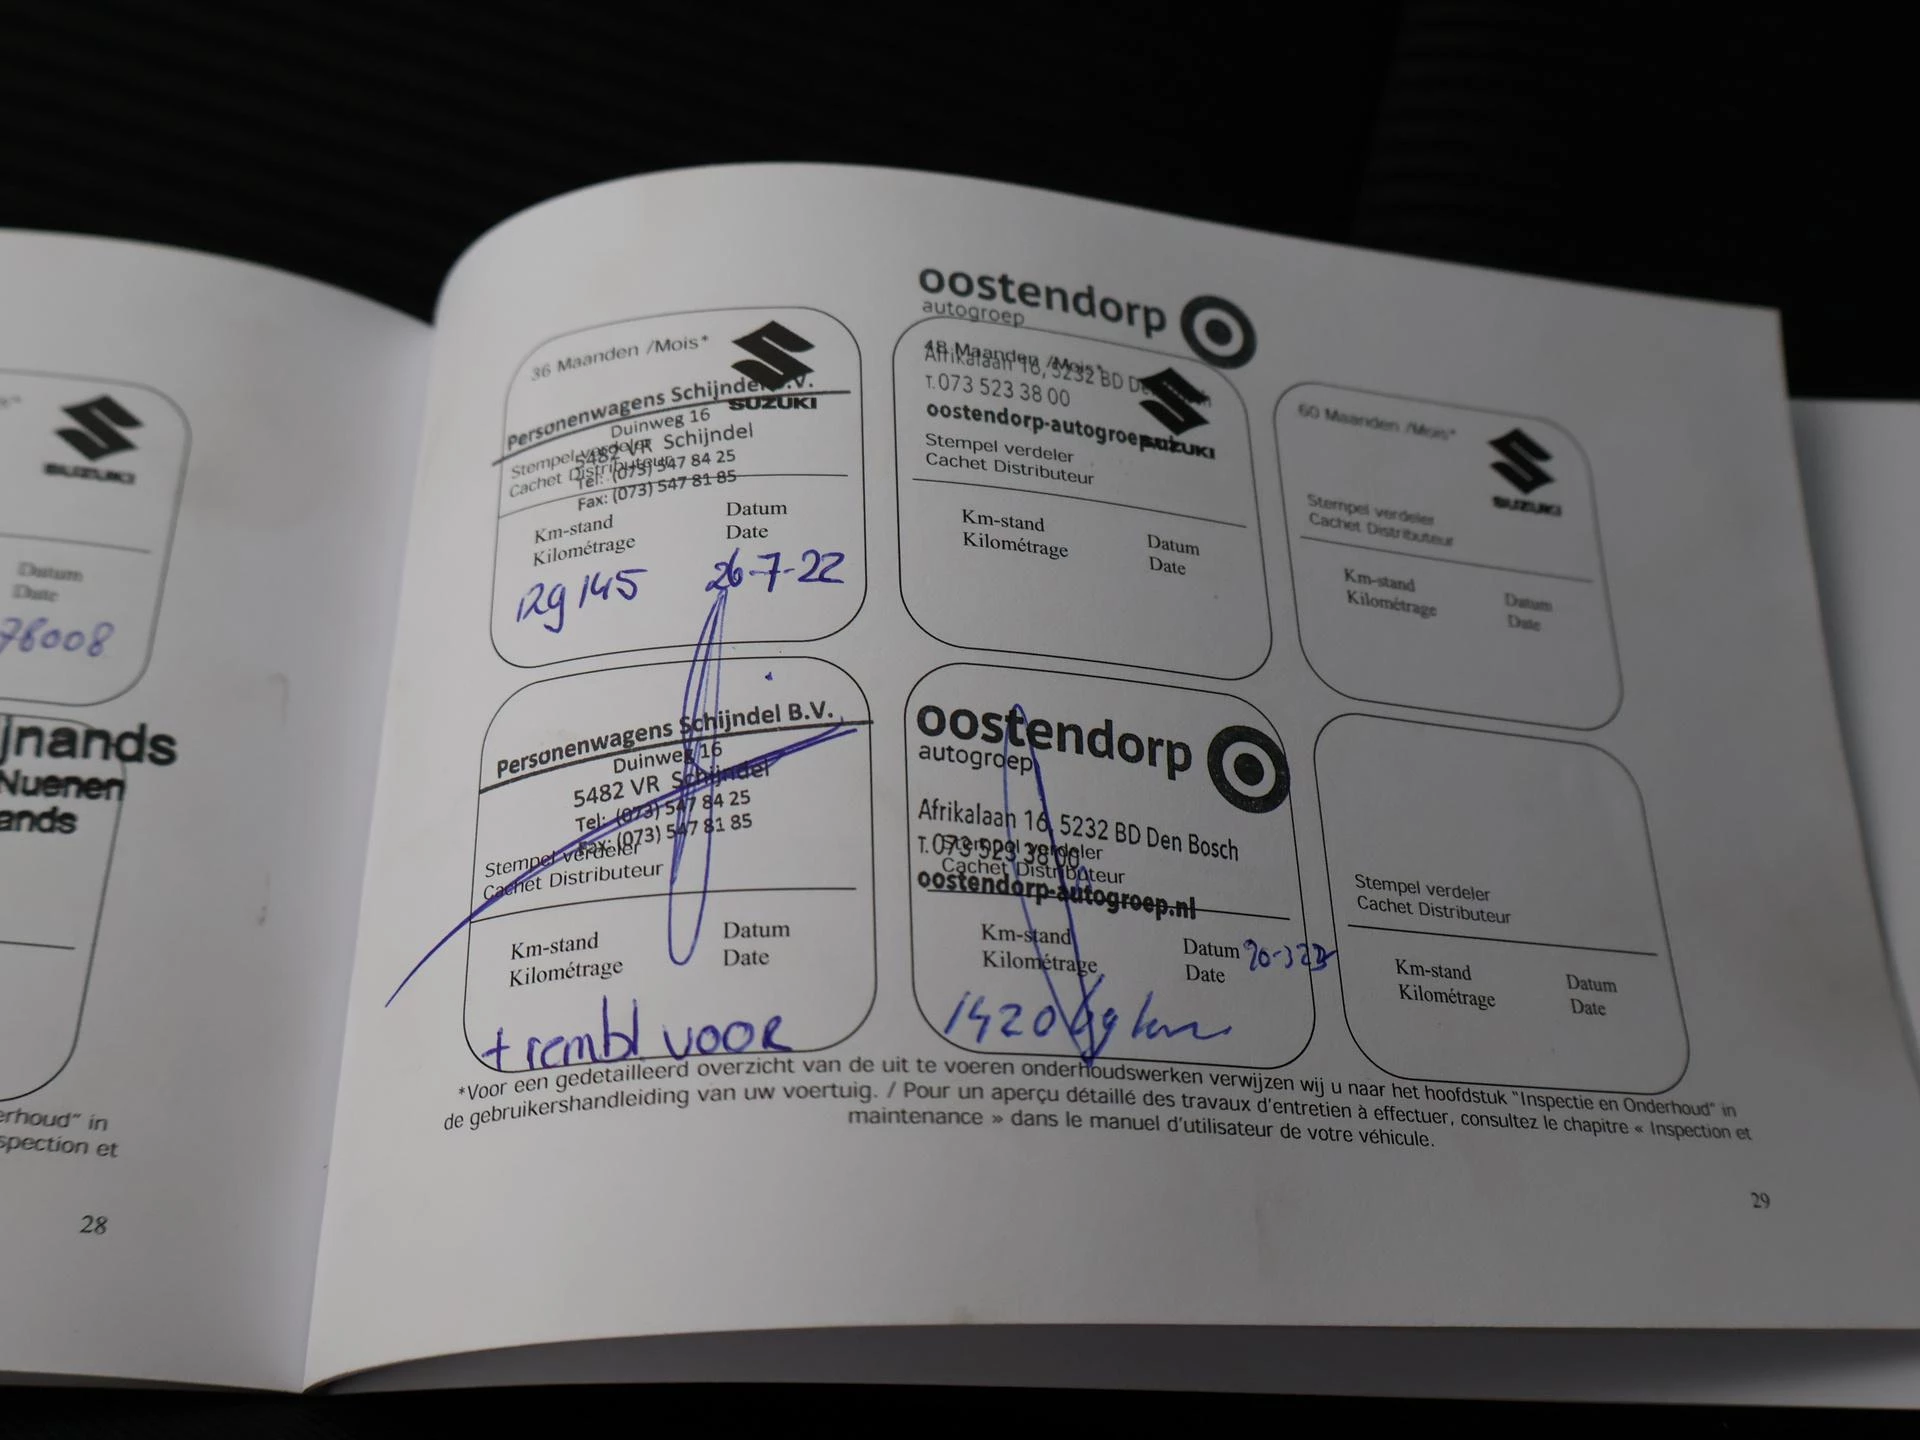 Datum
Date
78008
jnands
Nuenen
ands
erhoud" in
spection et
28
36 Maanden /Mois*
SUZUKI
Personenwagens Schijndel B.V.
Duinweg 16
5482 VR Schijndel
Tel: (073) 547 84 25
Fax: (073) 547 81 85
Stempel verdeler
Cachet Distributeur
Km-stand
Kilométrage
Datum
Date
129145
26-7-22
oostendorp
autogroep
48 Maanden /Mois*
Afrikalaan 16, 5232 BD Den Bosch
T. 073 523 38 00
oostendorp-autogroep.nl
SUZUKI
Stempel verdeler
Cachet Distributeur
Km-stand
Kilométrage
Datum
Date
60 Maanden /Mois*
SUZUKI
Stempel verdeler
Cachet Distributeur
Km-stand
Kilométrage
Datum
Date
Personenwagens Schijndel B.V.
Duinweg 16
5482 VR Schijndel
Tel: (073) 547 84 25
Fax: (073) 547 81 85
Stempel verdeler
Cachet Distributeur
Km-stand
Kilométrage
Datum
Date
+ rembl voor
oostendorp
autogroep
Afrikalaan 16, 5232 BD Den Bosch
T. 073 523 38 00
Stempel verdeler
Cachet Distributeur
oostendorp-autogroep.nl
Km-stand
Kilométrage
Datum
Date
Stempel verdeler
Cachet Distributeur
Km-stand
Kilométrage
Datum
Date
*Voor een gedetailleerd overzicht van de uit te voeren onderhoudswerken verwijzen wij u naar het hoofdstuk "Inspectie en Onderhoud" in
de gebruikershandleiding van uw voertuig. / Pour un aperçu détaillé des travaux d'entretien à effectuer, consultez le chapitre « Inspection et
maintenance » dans le manuel d'utilisateur de votre véhicule.
29